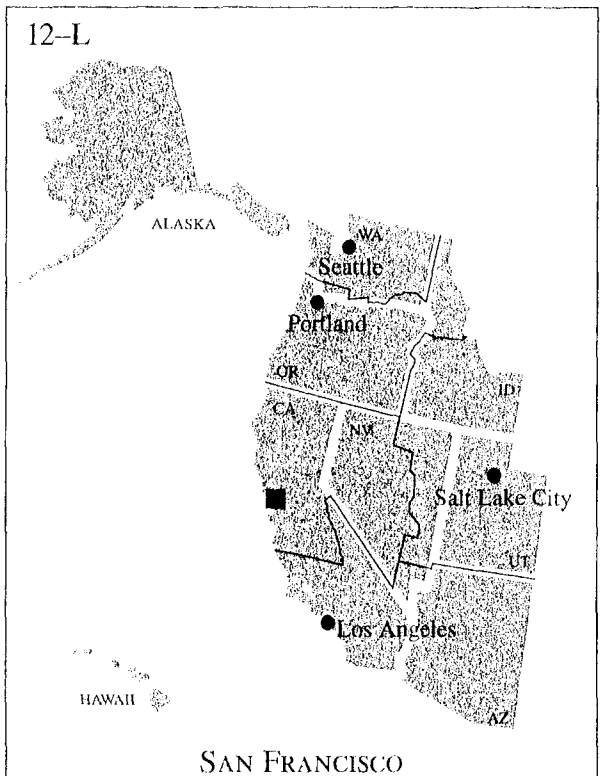 12--L
ALASKA
WA
Seattle
Portland
OR
CA
ID
NV
Salt Lake City
UT
Los Angeles
HAWAII
AZ
SAN FRANCISCO